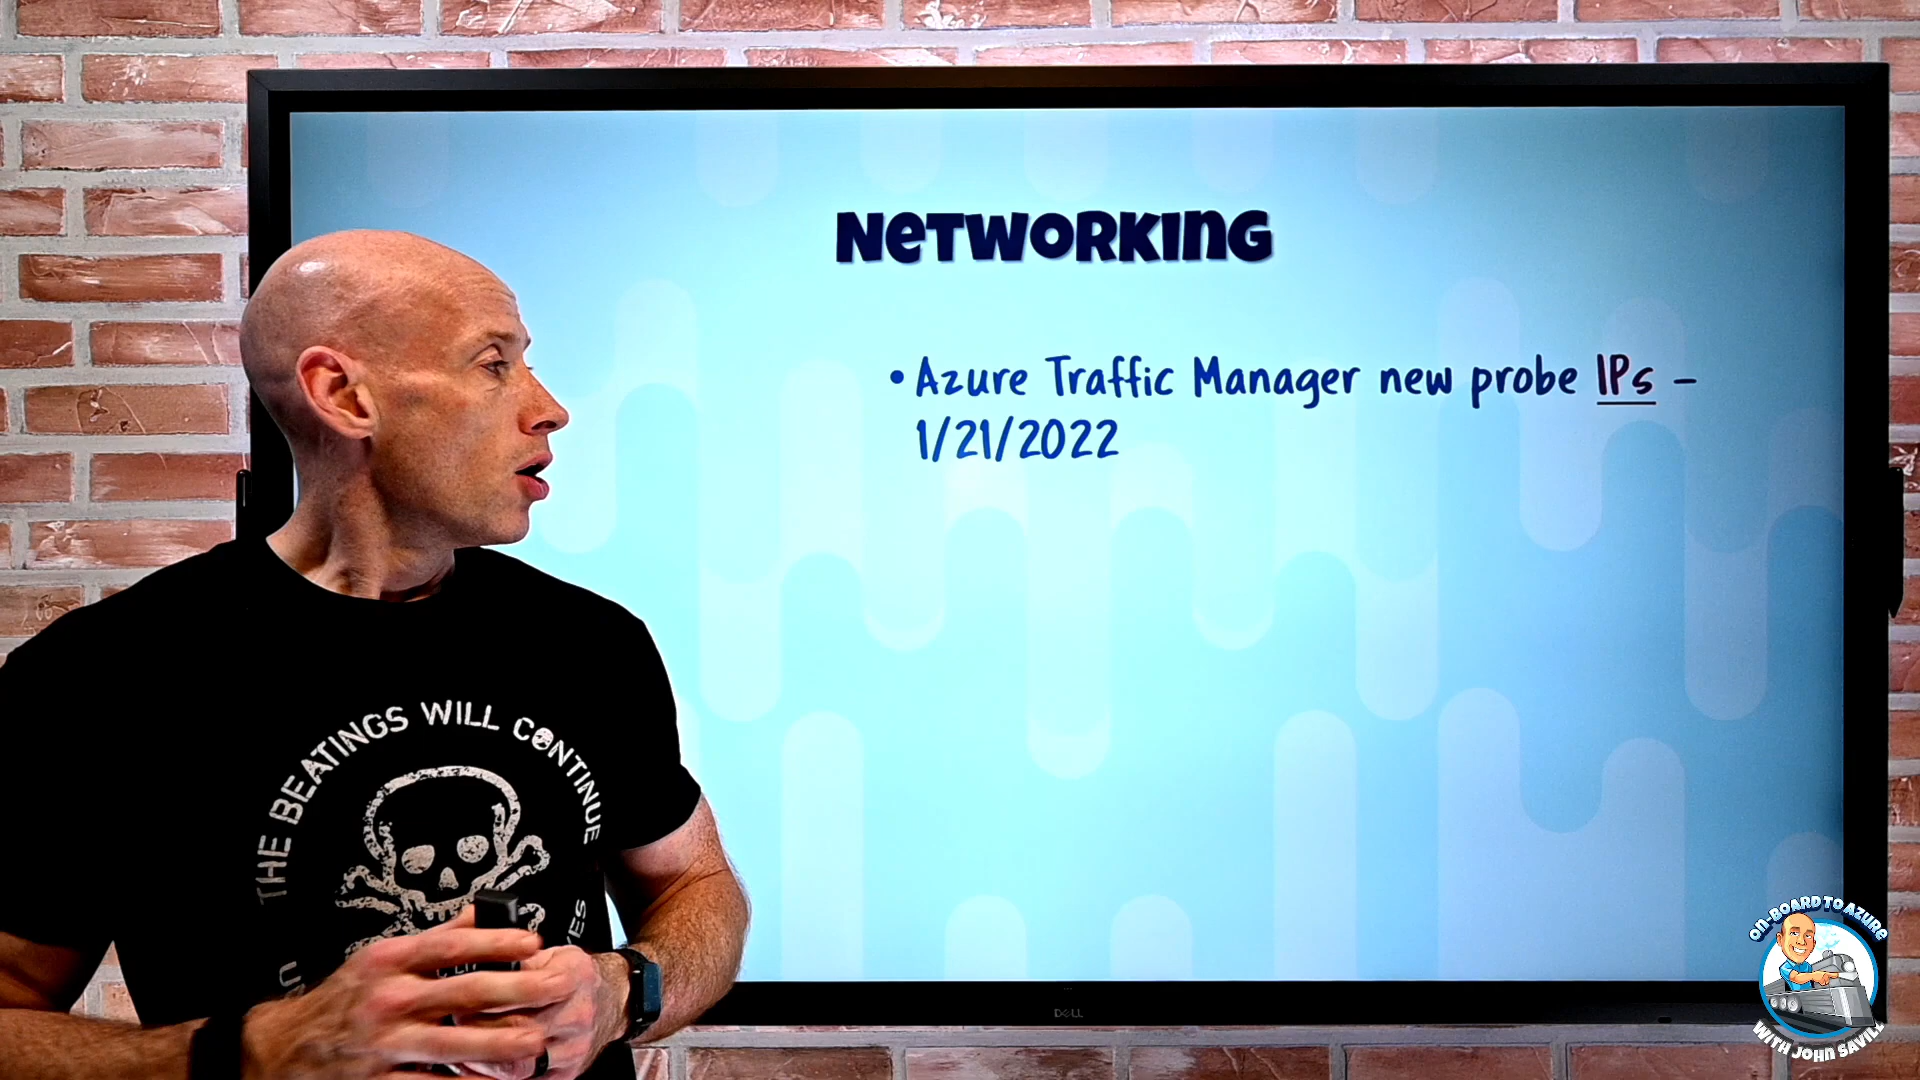 NETWORKING
•Azure Traffic Manager new probe IPs –
1/21/2022
THE BEATINGS WILL CONTINUE
DELL
ON-BOARD TO AZURE
WITH JOHN SAVILL